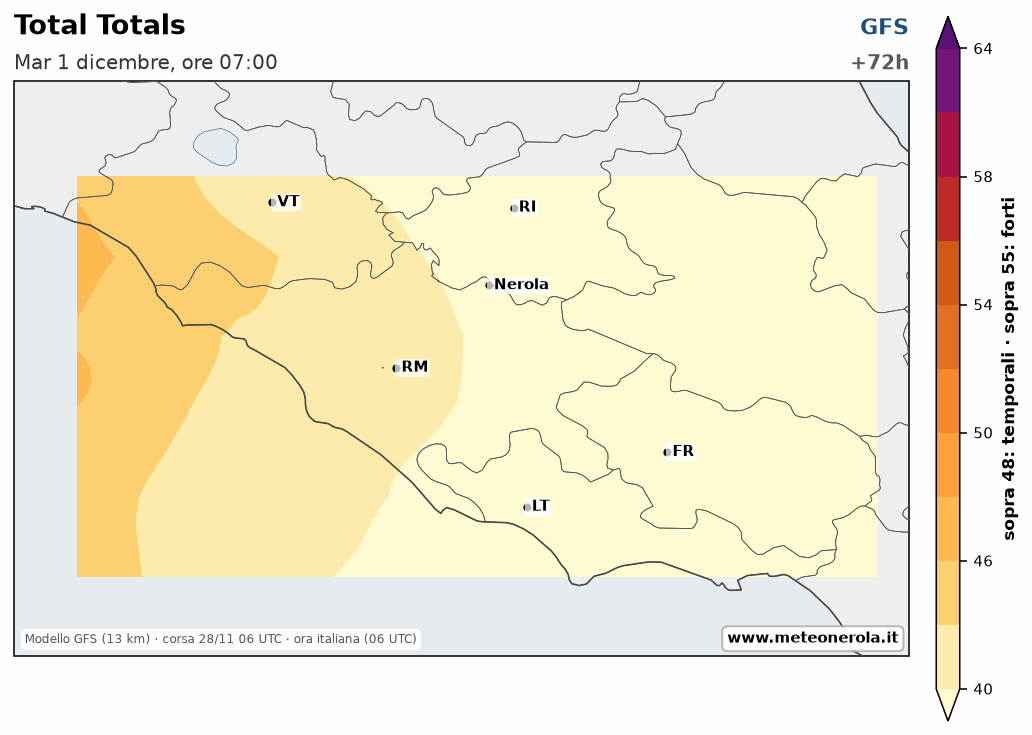 Total Totals
GFS
Mar 1 dicembre, ore 07:00
+72h
64
58
54
50
46
40
sopra 48: temporali · sopra 55: forti
VT
RI
Nerola
RM
FR
LT
Modello GFS (13 km) · corsa 28/11 06 UTC · ora italiana (06 UTC)
www.meteonerola.it